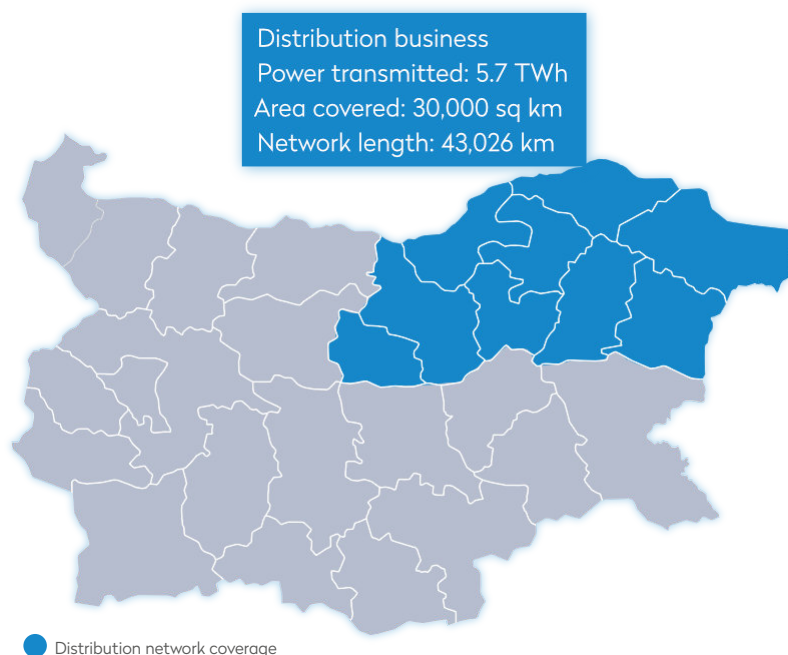 Distribution business
Power transmitted: 5.7 TWh
Area covered: 30,000 sq km
Network length: 43,026 km
Distribution network coverage